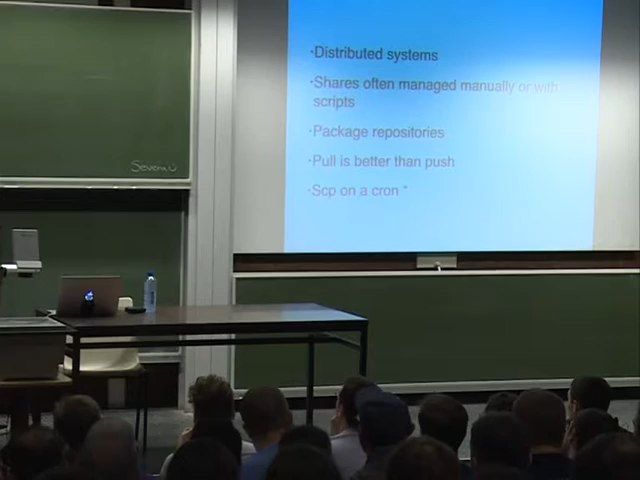 ·Distributed systems
·Shares often managed manually or with
scripts
·Package repositories
·Pull is better than push
·Scp on a cron *